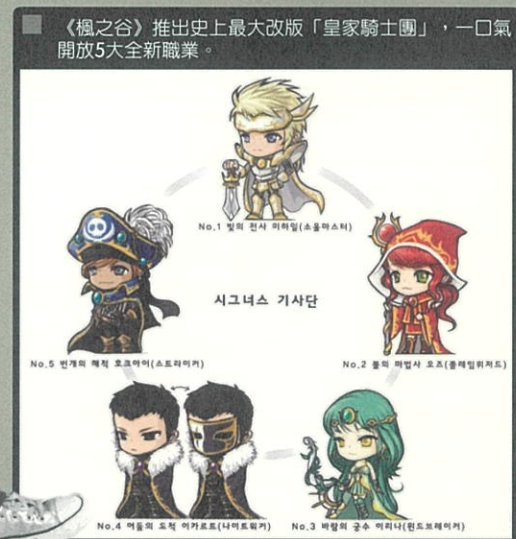 《楓之谷》推出史上最大改版「皇家騎士團」,一口氣
開放5大全新職業。
No.1 빛의 전사 미하일(소울마스터)
시그너스 기사단
No.5 번개의 해적 호크아이(스트라이커)
No.2 불의 마법사 오즈(플레임위저드)
No.4 어둠의 도적 이카르트(나이트워커)
No.3 바람의 궁수 이리나(윈드브레이커)